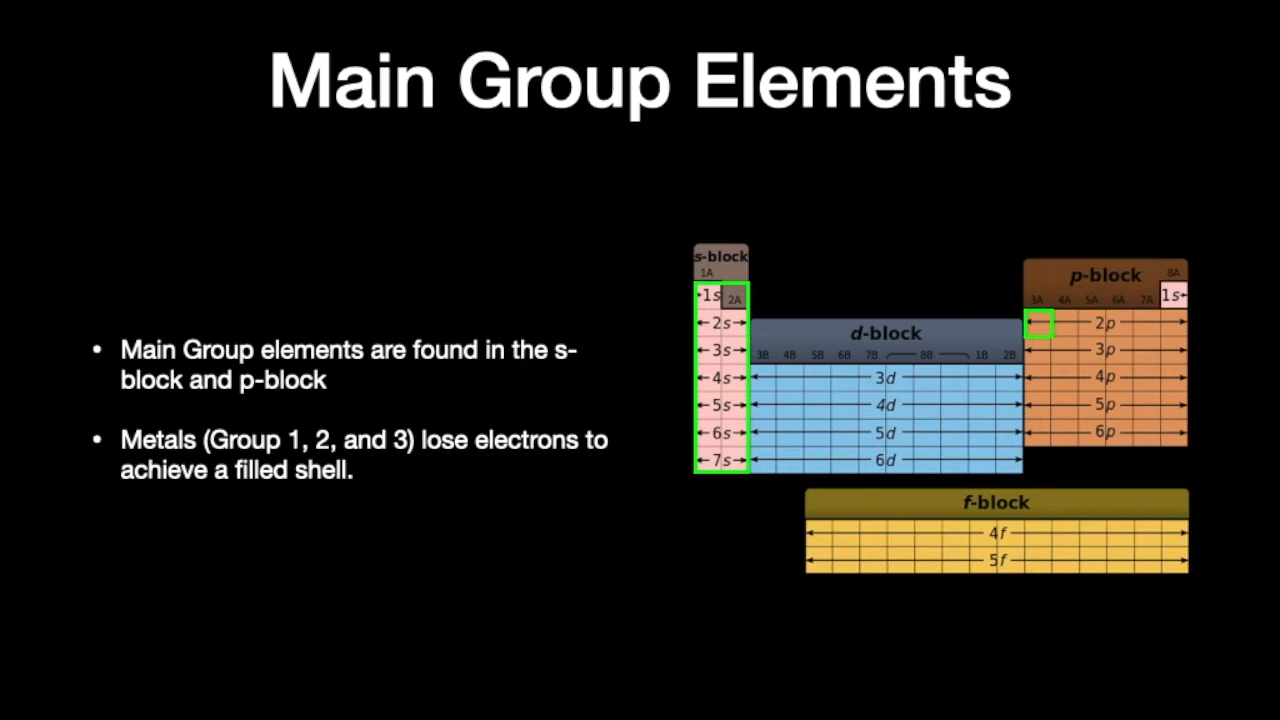 Main Group Elements
• Main Group elements are found in the s-
block and p-block
• Metals (Group 1, 2, and 3) lose electrons to
achieve a filled shell.
s-block
1A
1s
2A
2s
3s
4s
5s
6s
7s
d-block
3B 4B 5B 6B 7B 8B 1B 2B
3d
4d
5d
6d
p-block
8A
3A 4A 5A 6A 7A
1s
2p
3p
4p
5p
6p
f-block
4f
5f